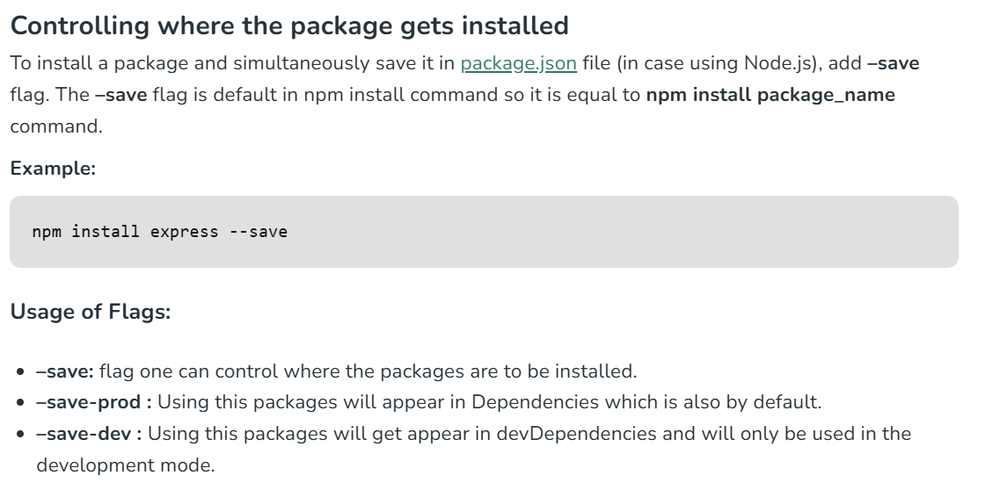 Controlling where the package gets installed
To install a package and simultaneously save it in package.json file (in case using Node.js), add –save
flag. The –save flag is default in npm install command so it is equal to npm install package_name
command.
Example:
npm install express --save
Usage of Flags:
• –save: flag one can control where the packages are to be installed.
• –save-prod : Using this packages will appear in Dependencies which is also by default.
• –save-dev : Using this packages will get appear in devDependencies and will only be used in the
development mode.